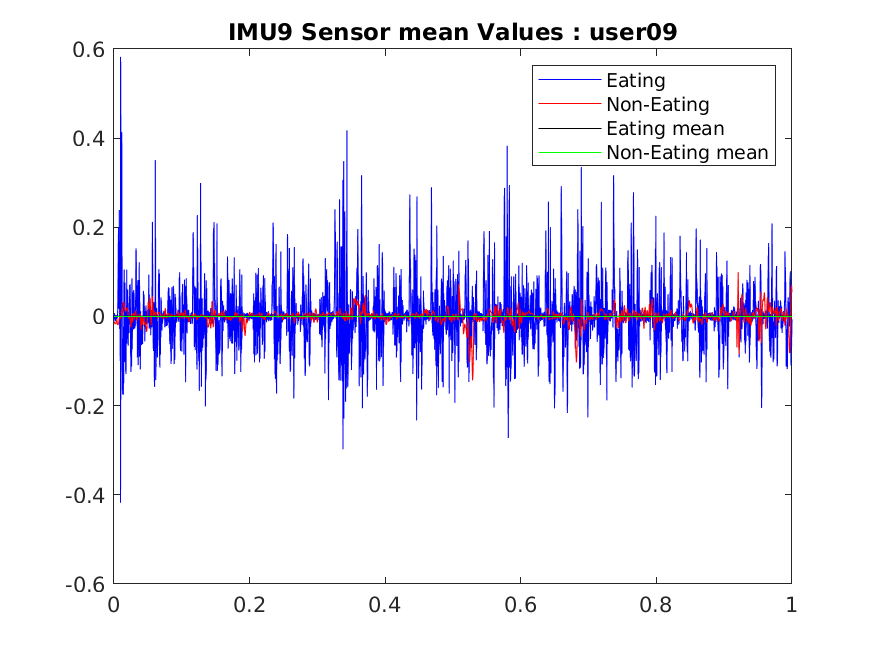 IMU9 Sensor mean Values : user09
Eating
Non-Eating
Eating mean
Non-Eating mean
0.6
0.4
0.2
0
-0.2
-0.4
-0.6
0 0.2 0.4 0.6 0.8 1